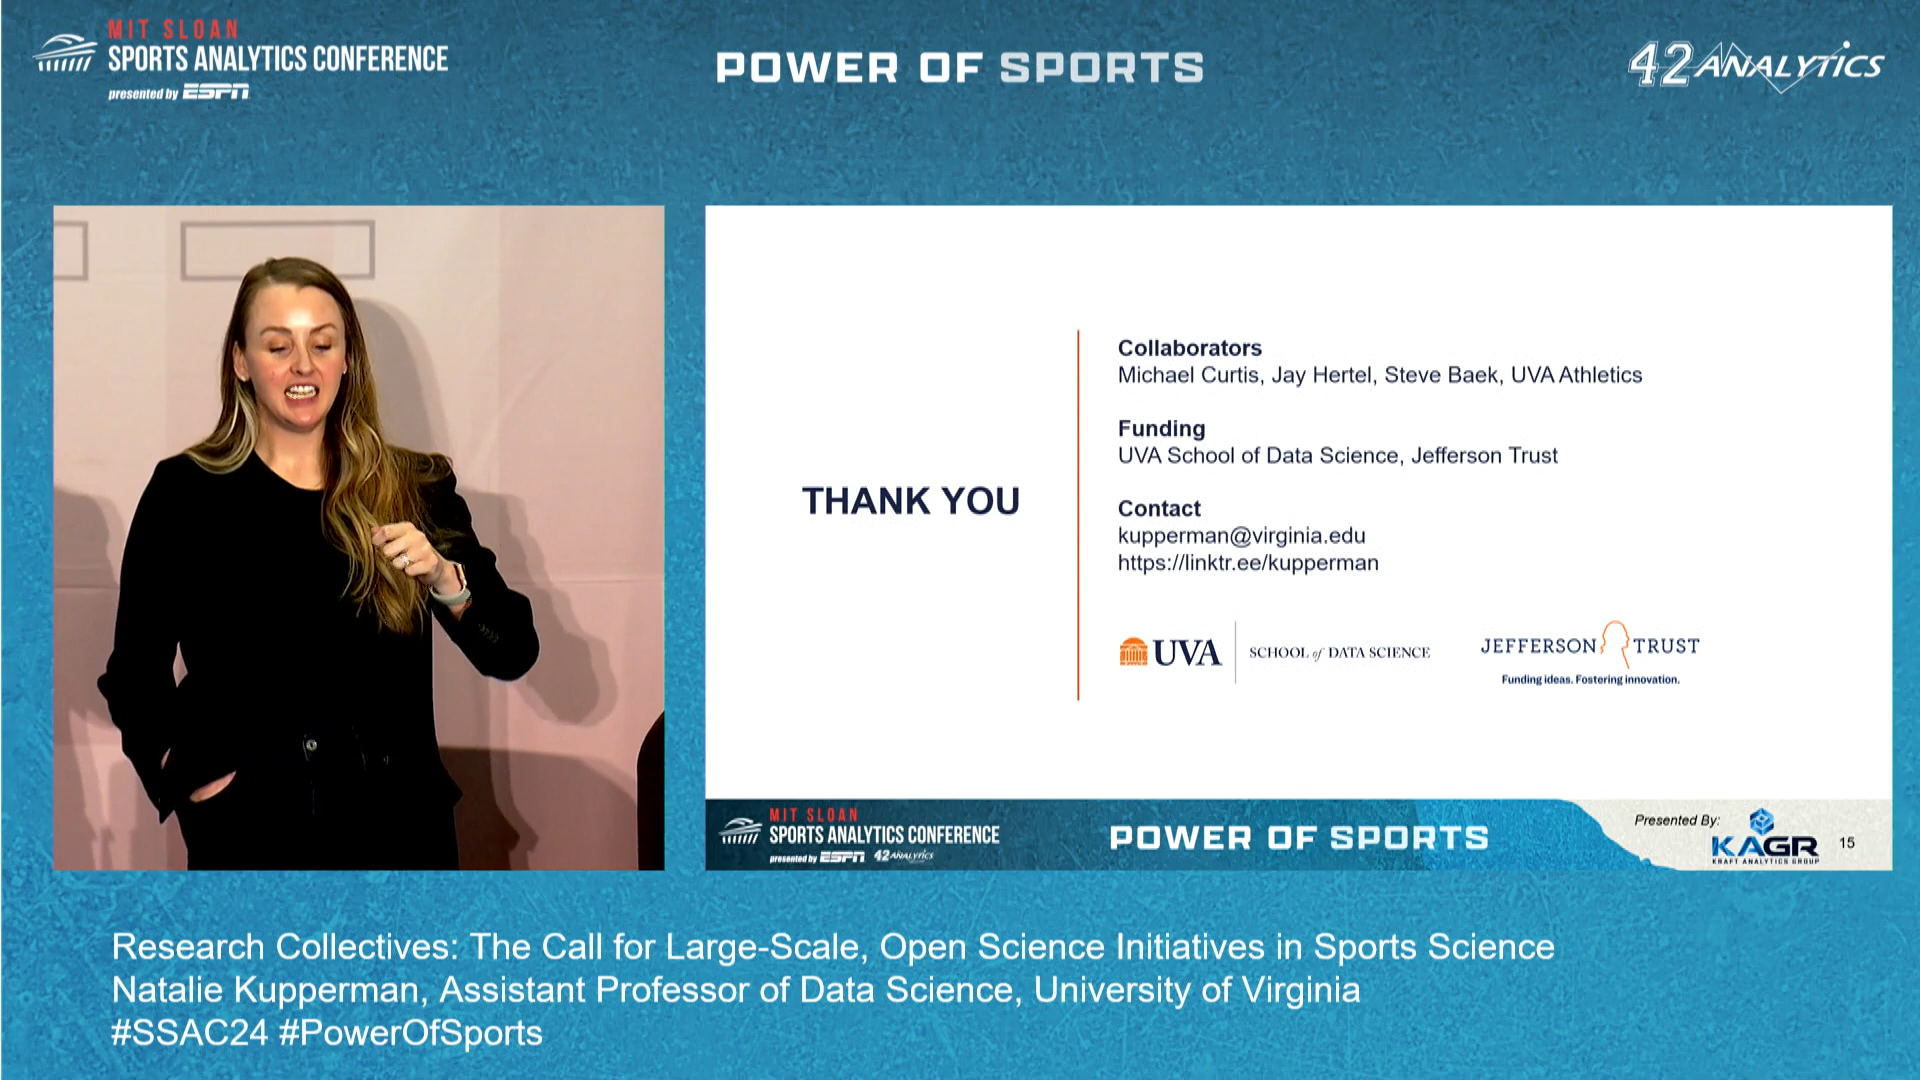 MIT SLOAN
SPORTS ANALYTICS CONFERENCE
presented by ESPN
POWER OF SPORTS
42 ANALYTICS
THANK YOU
Collaborators
Michael Curtis, Jay Hertel, Steve Baek, UVA Athletics
Funding
UVA School of Data Science, Jefferson Trust
Contact
kupperman@virginia.edu
https://linktr.ee/kupperman
UVA SCHOOL of DATA SCIENCE
JEFFERSON TRUST
Funding ideas. Fostering innovation.
MIT SLOAN
SPORTS ANALYTICS CONFERENCE
presented by ESPN 42 ANALYTICS
POWER OF SPORTS
Presented By:
KAGR
KRAFT ANALYTICS GROUP
15
Research Collectives: The Call for Large-Scale, Open Science Initiatives in Sports Science
Natalie Kupperman, Assistant Professor of Data Science, University of Virginia
#SSAC24 #PowerOfSports